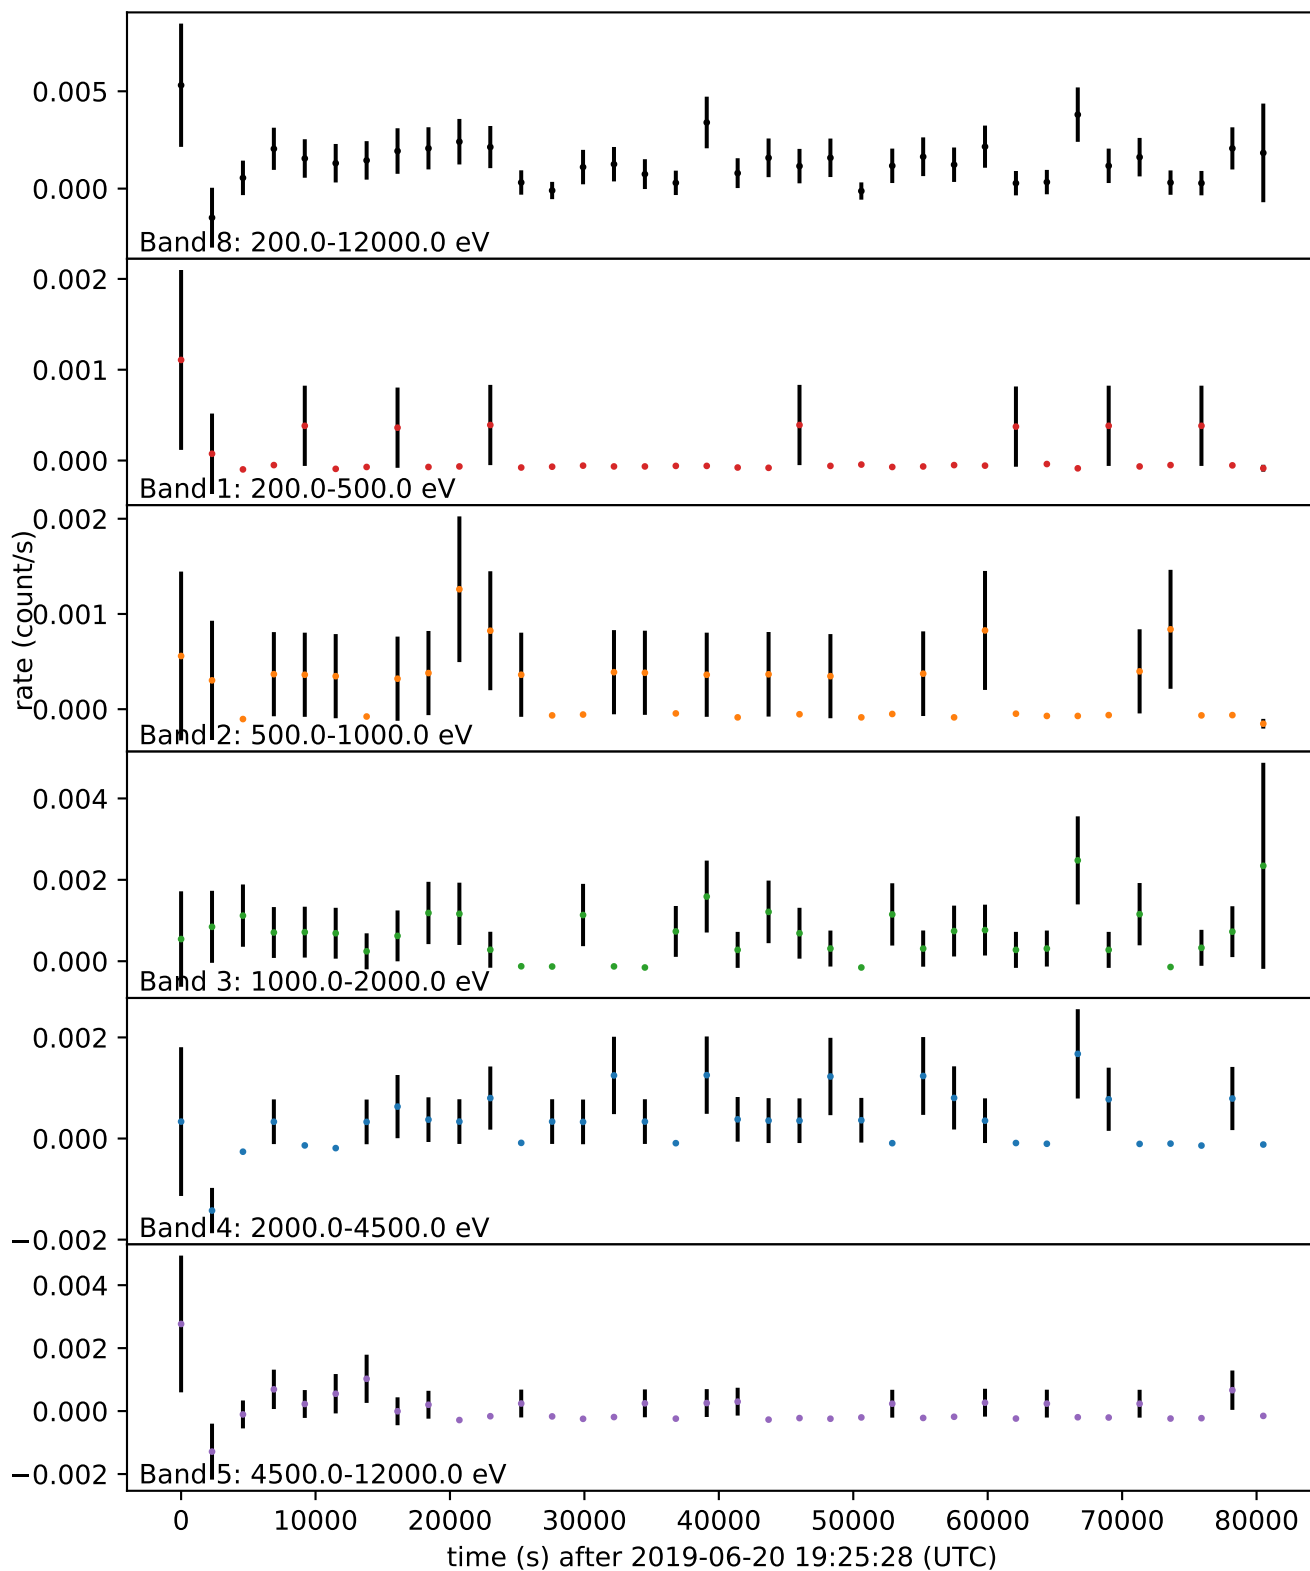 0.005
0.000
Band 8: 200.0-12000.0 eV
0.002
0.001
0.000
Band 1: 200.0-500.0 eV
rate (count/s)
0.002
0.001
0.000
Band 2: 500.0-1000.0 eV
0.004
0.002
0.000
Band 3: 1000.0-2000.0 eV
0.002
0.000
−0.002
Band 4: 2000.0-4500.0 eV
0.004
0.002
0.000
−0.002
Band 5: 4500.0-12000.0 eV
0 10000 20000 30000 40000 50000 60000 70000 80000
time (s) after 2019-06-20 19:25:28 (UTC)